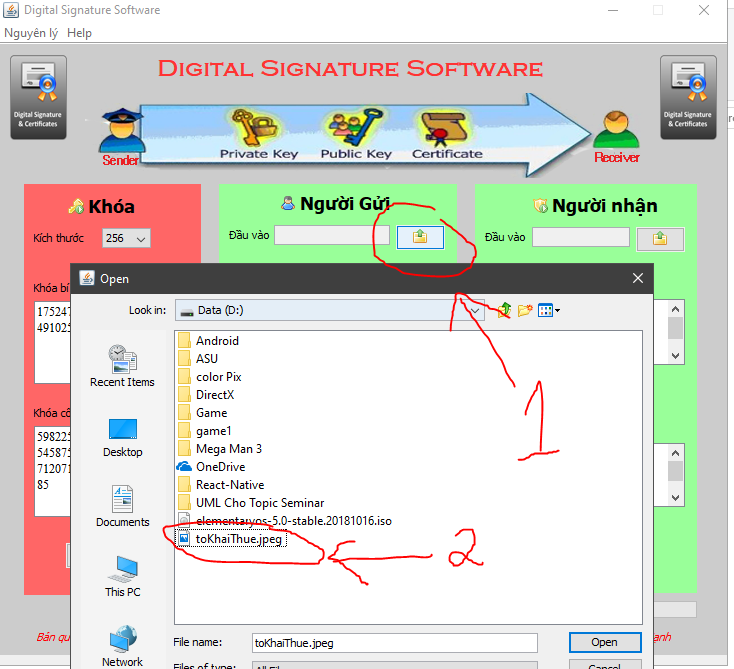 Digital Signature Software
Nguyên lý Help
DIGITAL SIGNATURE SOFTWARE
Digital Signature
& Certificates
Digital Signature
& Certificates
Private Key Public Key Certificate
Sender
Receiver
Khóa
Người Gửi
Người nhận
Kích thước 256
Đầu vào
Đầu vào
Open
Look in: Data (D:)
Khóa bí
175247
491025
Android
ASU
color Pix
DirectX
Game
game1
Mega Man 3
OneDrive
React-Native
UML Cho Topic Seminar
elementaryos-5.0-stable.20181016.iso
toKhaiThue.jpeg
Recent Items
Desktop
Documents
This PC
Network
Khóa cô
598225
545875
712071
85
1
2
File name: toKhaiThue.jpeg Open
Files of type: Cancel
Bản qu
ạnh